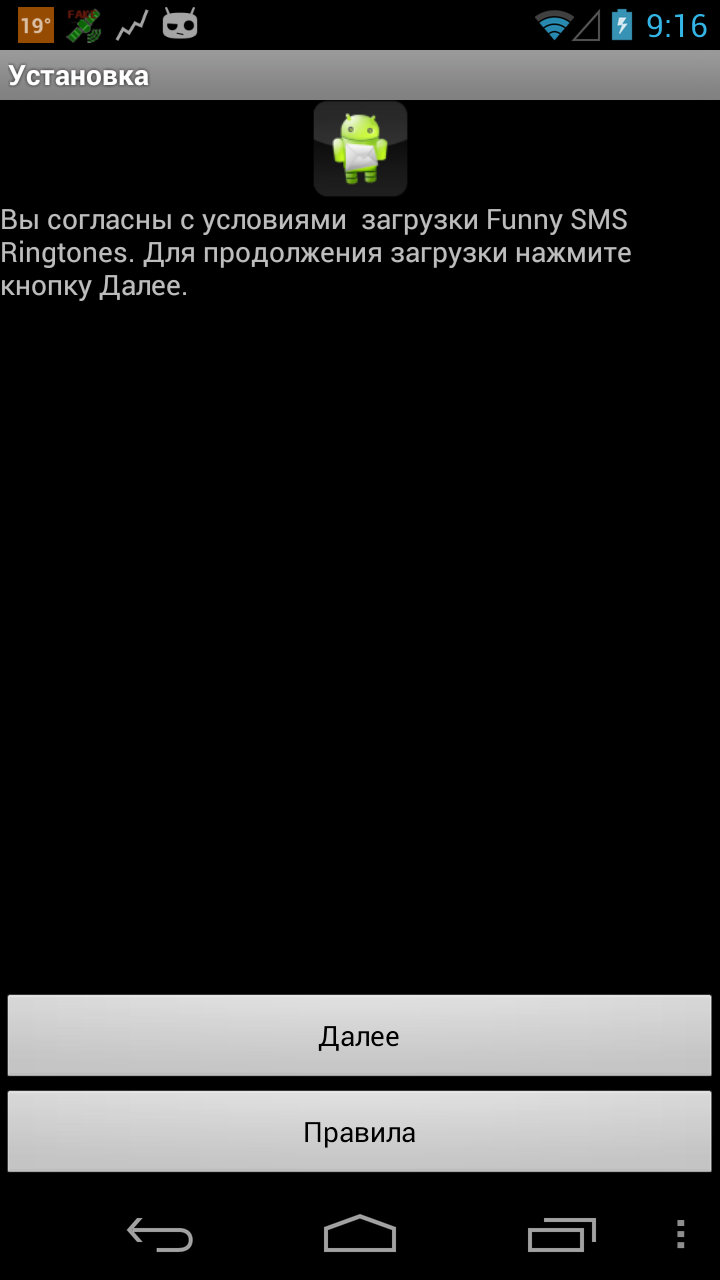 19°
FAKE
9:16
Установка
Вы согласны с условиями  загрузки Funny SMS
Ringtones. Для продолжения загрузки нажмите
кнопку Далее.
Далее
Правила